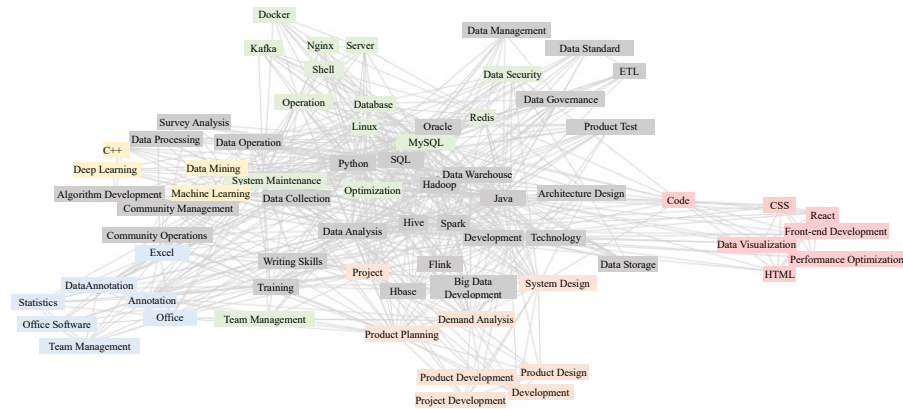 Docker
Data Management
Kafka
Nginx
Server
Data Standard
Shell
Data Security
ETL
Operation
Database
Data Governance
Redis
Survey Analysis
Linux
Oracle
Product Test
Data Processing
Data Operation
MySQL
C++
Deep Learning
Data Mining
Python
SQL
Data Warehouse
System Maintenance
Hadoop
Algorithm Development
Machine Learning
Optimization
Data Collection
Java
Architecture Design
Code
CSS
Community Management
React
Hive
Spark
Community Operations
Data Analysis
Development
Technology
Front-end Development
Data Visualization
Excel
Writing Skills
Flink
Data Storage
Performance Optimization
Project
HTML
DataAnnotation
Training
Hbase
Big Data
Development
System Design
Statistics
Annotation
Office Software
Office
Team Management
Demand Analysis
Team Management
Product Planning
Product Development
Product Design
Project Development
Development